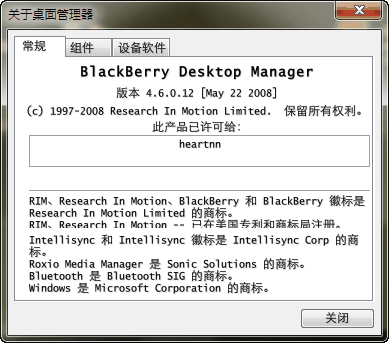 关于桌面管理器
常规 组件 设备软件
BlackBerry Desktop Manager
版本 4.6.0.12 [May 22 2008]
(c) 1997-2008 Research In Motion Limited. 保留所有权利。
此产品已许可给:
heartnn
RIM、Research In Motion、BlackBerry 和 BlackBerry 徽标是
Research In Motion Limited 的商标。
RIM、Research In Motion -- 已在美国专利和商标局注册。
Intellisync 和 Intellisync 徽标是 Intellisync Corp 的商
标。
Roxio Media Manager 是 Sonic Solutions 的商标。
Bluetooth 是 Bluetooth SIG 的商标。
Windows 是 Microsoft Corporation 的商标。
关闭